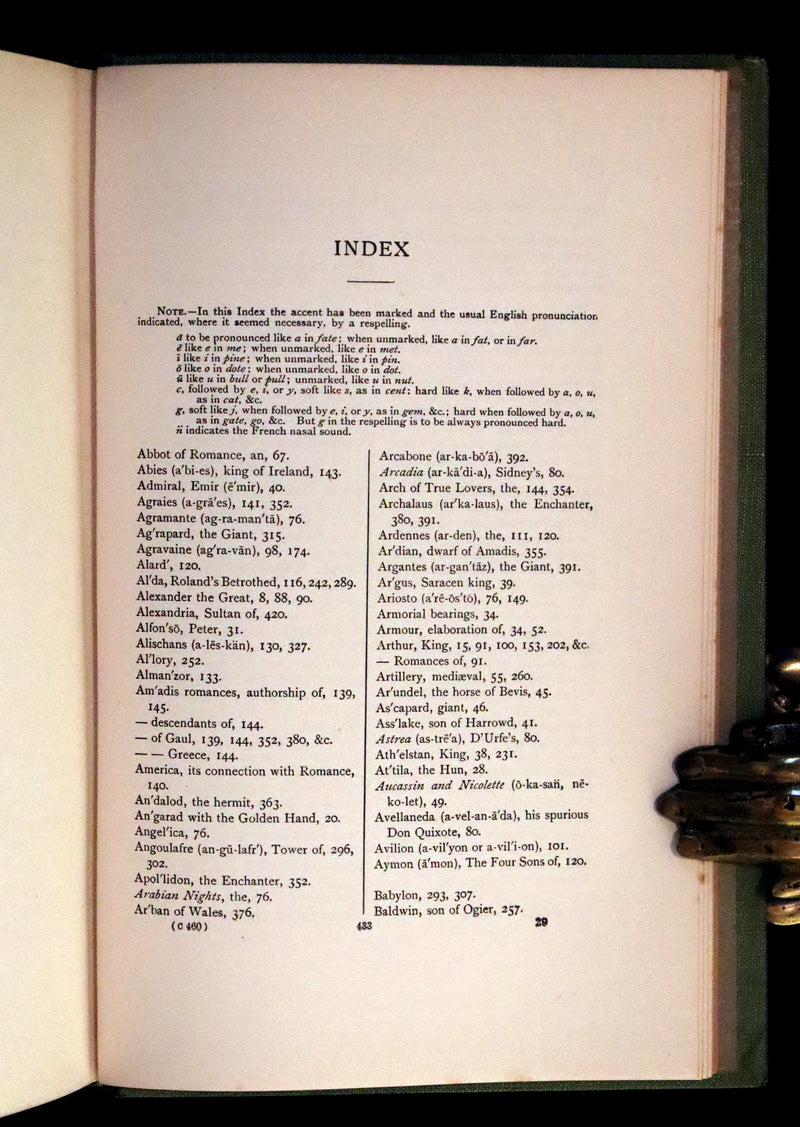 INDEX
NOTE.—In this Index the accent has been marked and the usual English pronunciation
indicated, where it seemed necessary, by a respelling.
ā to be pronounced like a in fate; when unmarked, like a in fat, or in far.
ē like e in me; when unmarked, like e in met.
ī like i in pine; when unmarked, like i in pin.
ō like o in dote; when unmarked, like o in dot.
ū like u in bull or pull; unmarked, like u in nut.
c, followed by e, i, or y, soft like s, as in cent: hard like k, when followed by a, o, u,
as in cat, &c.
g, soft like j, when followed by e, i, or y, as in gem, &c.; hard when followed by a, o, u,
as in gate, go, &c. But g in the respelling is to be always pronounced hard.
n̈ indicates the French nasal sound.
Abbot of Romance, an, 67.
Abies (a'bi-es), king of Ireland, 143.
Admiral, Emir (ē'mir), 40.
Agraies (a-grā'es), 141, 352.
Agramante (ag-ra-man'tā), 76.
Ag'rapard, the Giant, 315.
Agravaine (ag'ra-vān), 98, 174.
Alard', 120.
Al'da, Roland's Betrothed, 116, 242, 289.
Alexander the Great, 8, 88, 90.
Alexandria, Sultan of, 420.
Alfon'sō, Peter, 31.
Alischans (a-lēs-kän), 130, 327.
Al'lory, 252.
Alman'zor, 133.
Am'adis romances, authorship of, 139,
145.
— descendants of, 144.
— of Gaul, 139, 144, 352, 380, &c.
— — Greece, 144.
America, its connection with Romance,
140.
An'dalod, the hermit, 363.
An'garad with the Golden Hand, 20.
Angel'ica, 76.
Angoulafre (an-gū-lafr'), Tower of, 296,
302.
Apol'lidon, the Enchanter, 352.
Arabian Nights, the, 76.
Ar'ban of Wales, 376.
(C 460)
Arcabone (ar-ka-bō'ā), 392.
Arcadia (ar-kā'di-a), Sidney's, 80.
Arch of True Lovers, the, 144, 354.
Archalaus (ar'ka-laus), the Enchanter,
380, 391.
Ardennes (ar-den), the, 111, 120.
Ar'dian, dwarf of Amadis, 355.
Argantes (ar-gan'tāz), the Giant, 391.
Ar'gus, Saracen king, 39.
Ariosto (a'rē-ōs'tō), 76, 149.
Armorial bearings, 34.
Armour, elaboration of, 34, 52.
Arthur, King, 15, 91, 100, 153, 202, &c.
— Romances of, 91.
Artillery, mediæval, 55, 260.
Ar'undel, the horse of Bevis, 45.
As'capard, giant, 46.
Ass'lake, son of Harrowd, 41.
Astrea (as-trē'a), D'Urfe's, 80.
Ath'elstan, King, 38, 231.
At'tila, the Hun, 28.
Aucassin and Nicolette (ō-ka-san̈, nē-
ko-let), 49.
Avellaneda (a-vel-an-ā'da), his spurious
Don Quixote, 80.
Avilion (a-vil'yon or a-vil'i-on), 101.
Aymon (ā'mon), The Four Sons of, 120.
Babylon, 293, 307.
Baldwin, son of Ogier, 257.
433
29